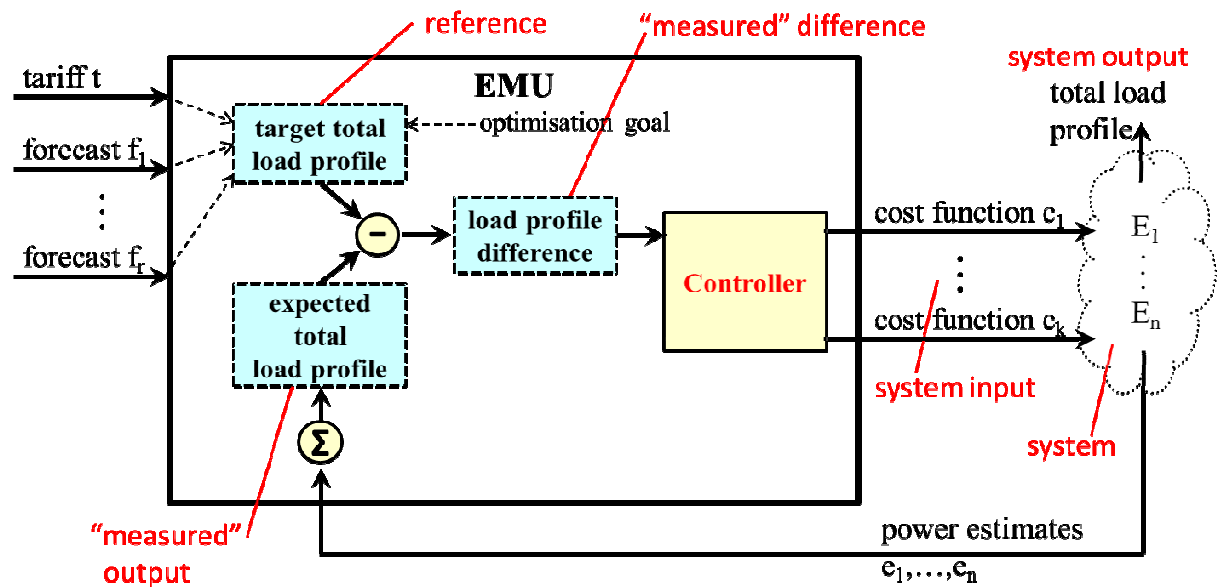 reference
"measured" difference
system output
total load
profile
tariff t
EMU
target total
load profile
optimisation goal
forecast f1
⋮
forecast fr
−
load profile
difference
Controller
cost function c1
⋮
cost function ck
E1
⋮
En
expected
total
load profile
system input
system
Σ
"measured"
output
power estimates
e1,…,en